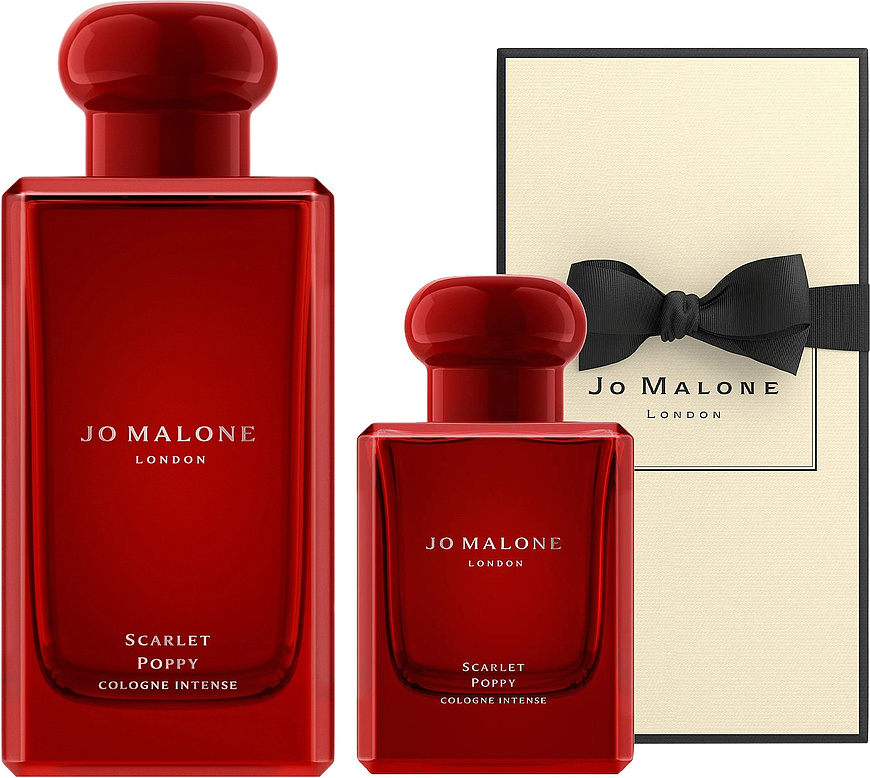 JO MALONE
LONDON
SCARLET
POPPY
COLOGNE INTENSE
JO MALONE
LONDON
SCARLET
POPPY
COLOGNE INTENSE
JO MALONE
LONDON